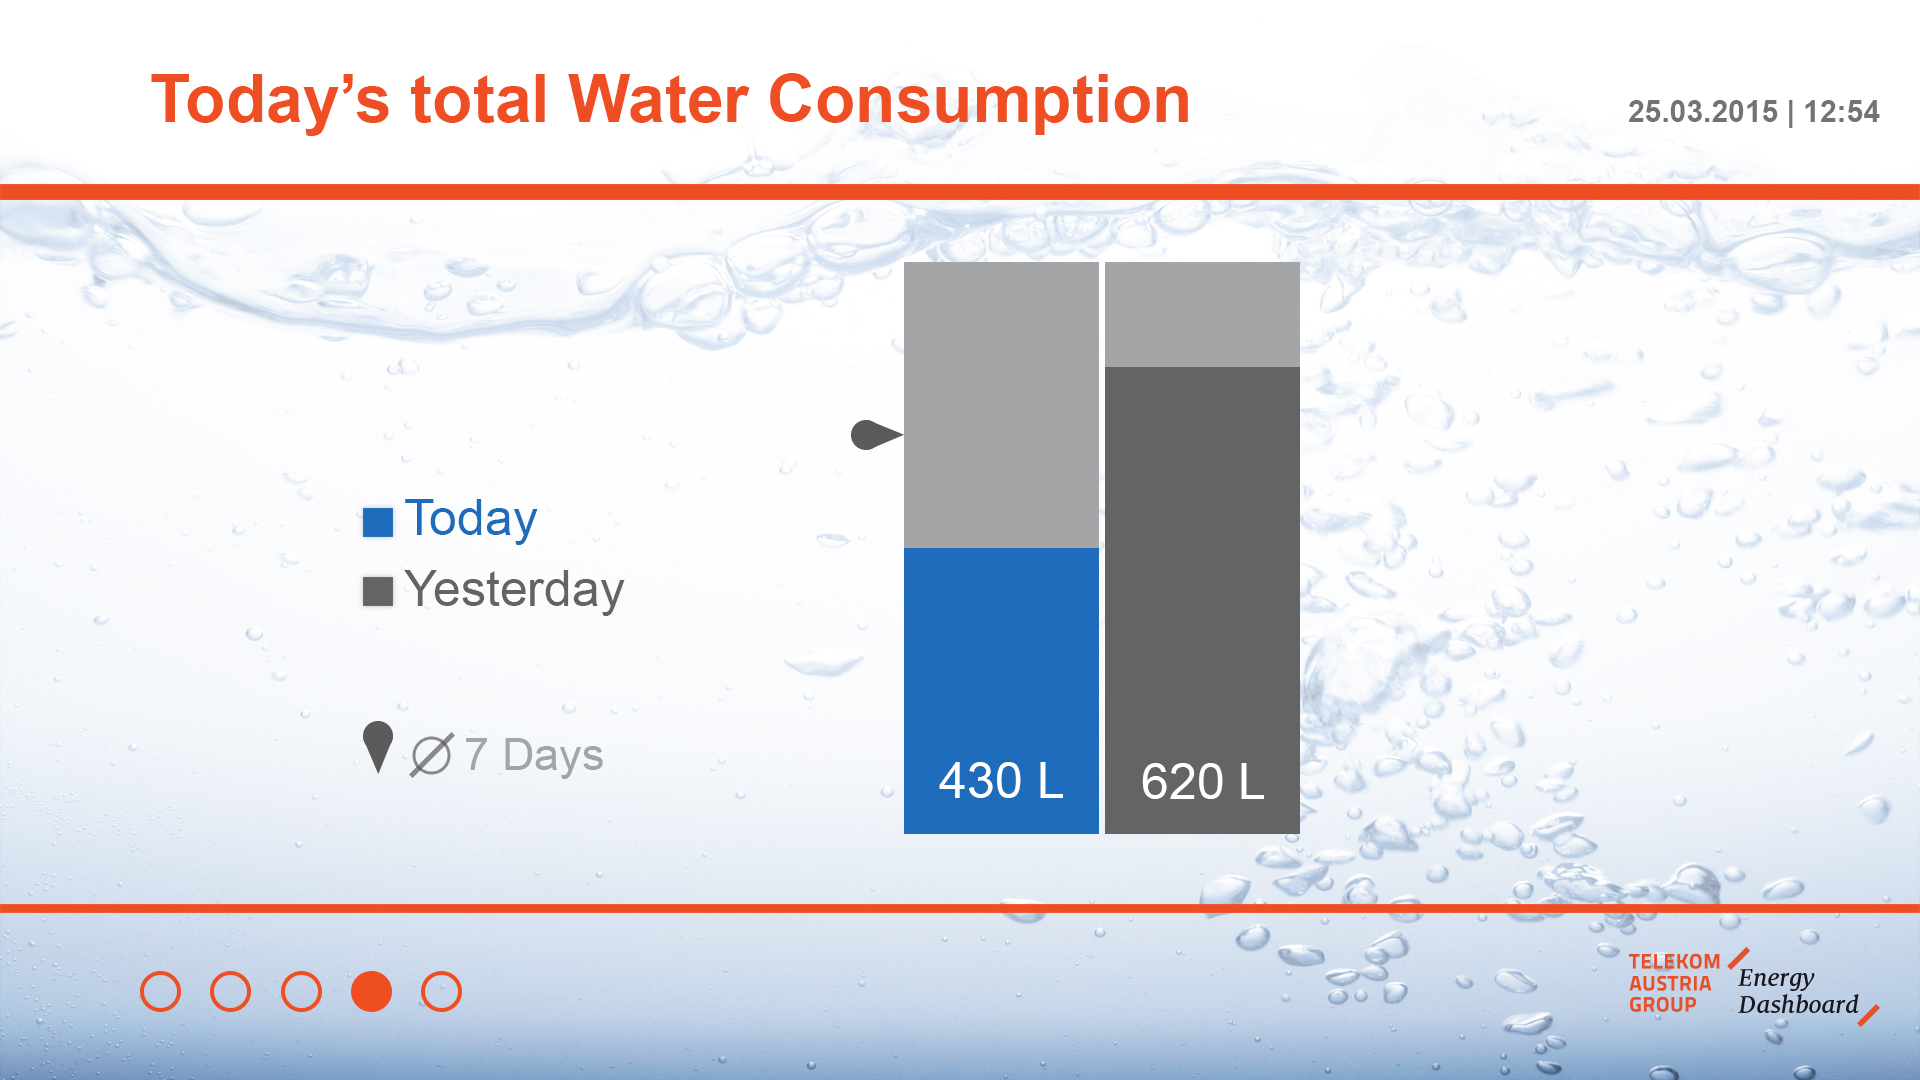 Today’s total Water Consumption
25.03.2015 | 12:54
Today
Yesterday
Ø 7 Days
430 L
620 L
TELEKOM
AUSTRIA
GROUP
Energy
Dashboard